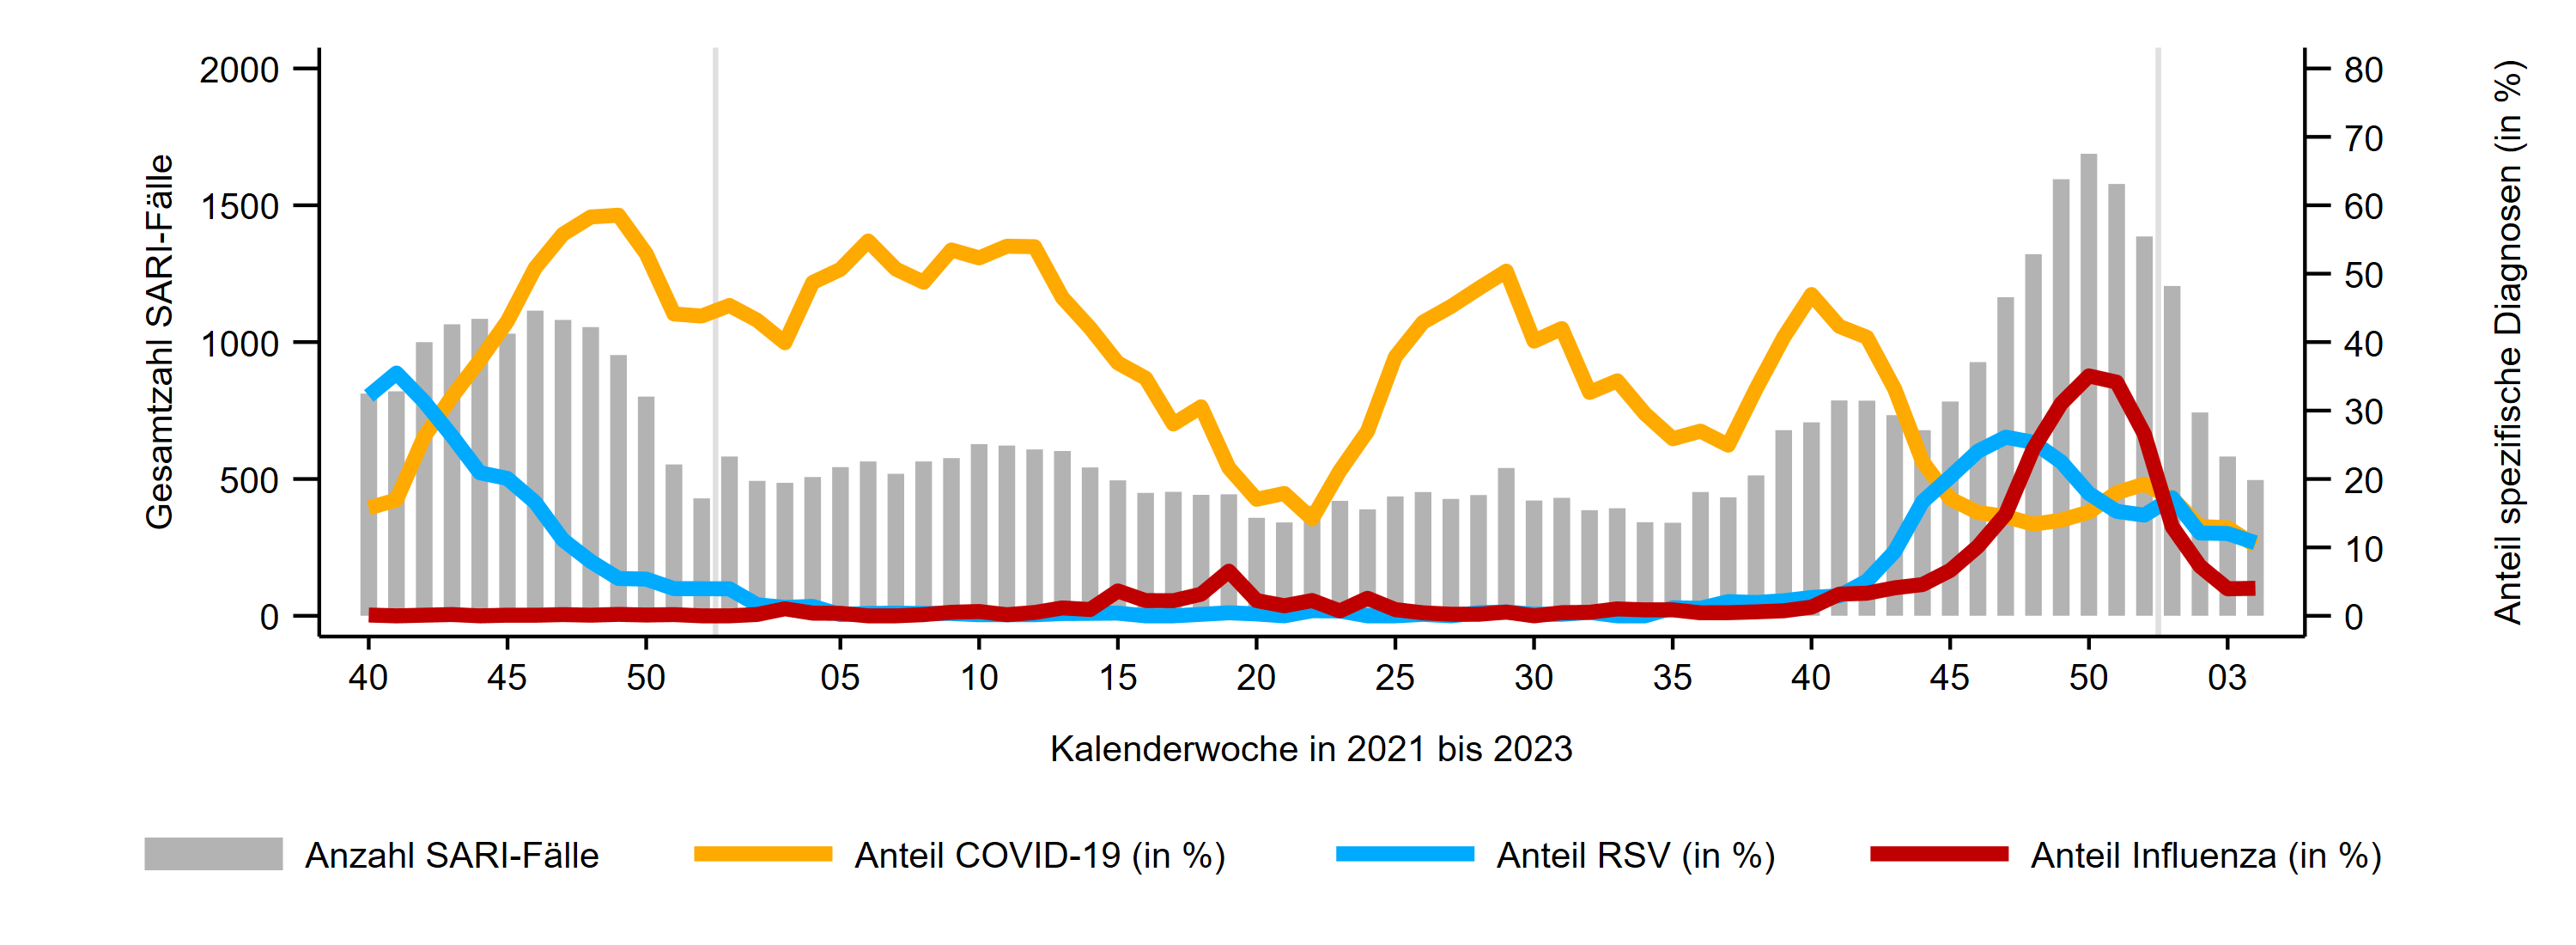 2000
1500
1000
500
0
Gesamtzahl SARI-Fälle
80
70
60
50
40
30
20
10
0
Anteil spezifische Diagnosen (in %)
40 45 50 05 10 15 20 25 30 35 40 45 50 03
Kalenderwoche in 2021 bis 2023
Anzahl SARI-Fälle Anteil COVID-19 (in %) Anteil RSV (in %) Anteil Influenza (in %)